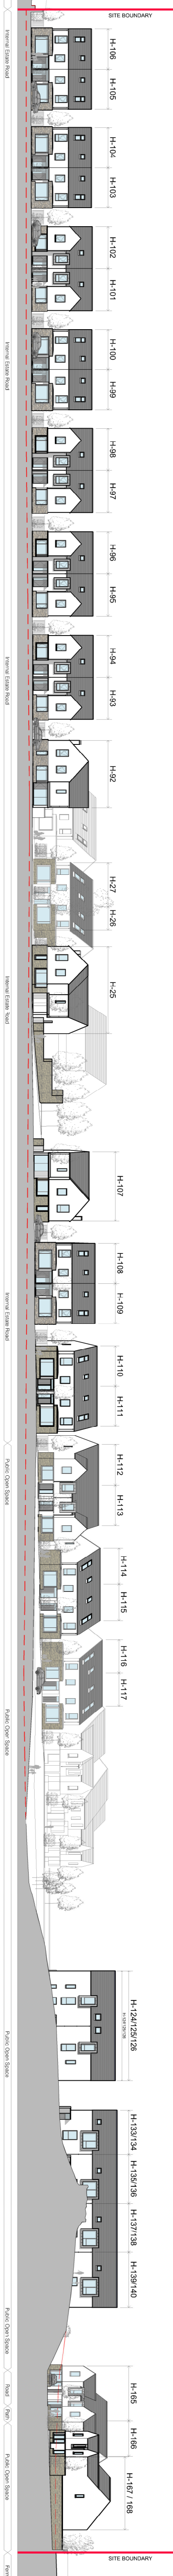 SITE BOUNDARY
H-106
H-105
H-104
H-103
H-102
H-101
H-100
H-99
H-98
H-97
H-96
H-95
H-94
H-93
H-92
H-27
H-26
H-25
H-107
H-108
H-109
H-110
H-111
H-112
H-113
H-114
H-115
H-116
H-117
H-124/125/126
H-133/134
H-135/136
H-137/138
H-139/140
H-165
H-166
H-167 / 168
SITE BOUNDARY
Internal Estate Road
Internal Estate Road
Internal Estate Road
Internal Estate Road
Internal Estate Road
Public Open Space
Public Open Space
Public Open Space
Public Open Space
Road
Path
Public Open Space